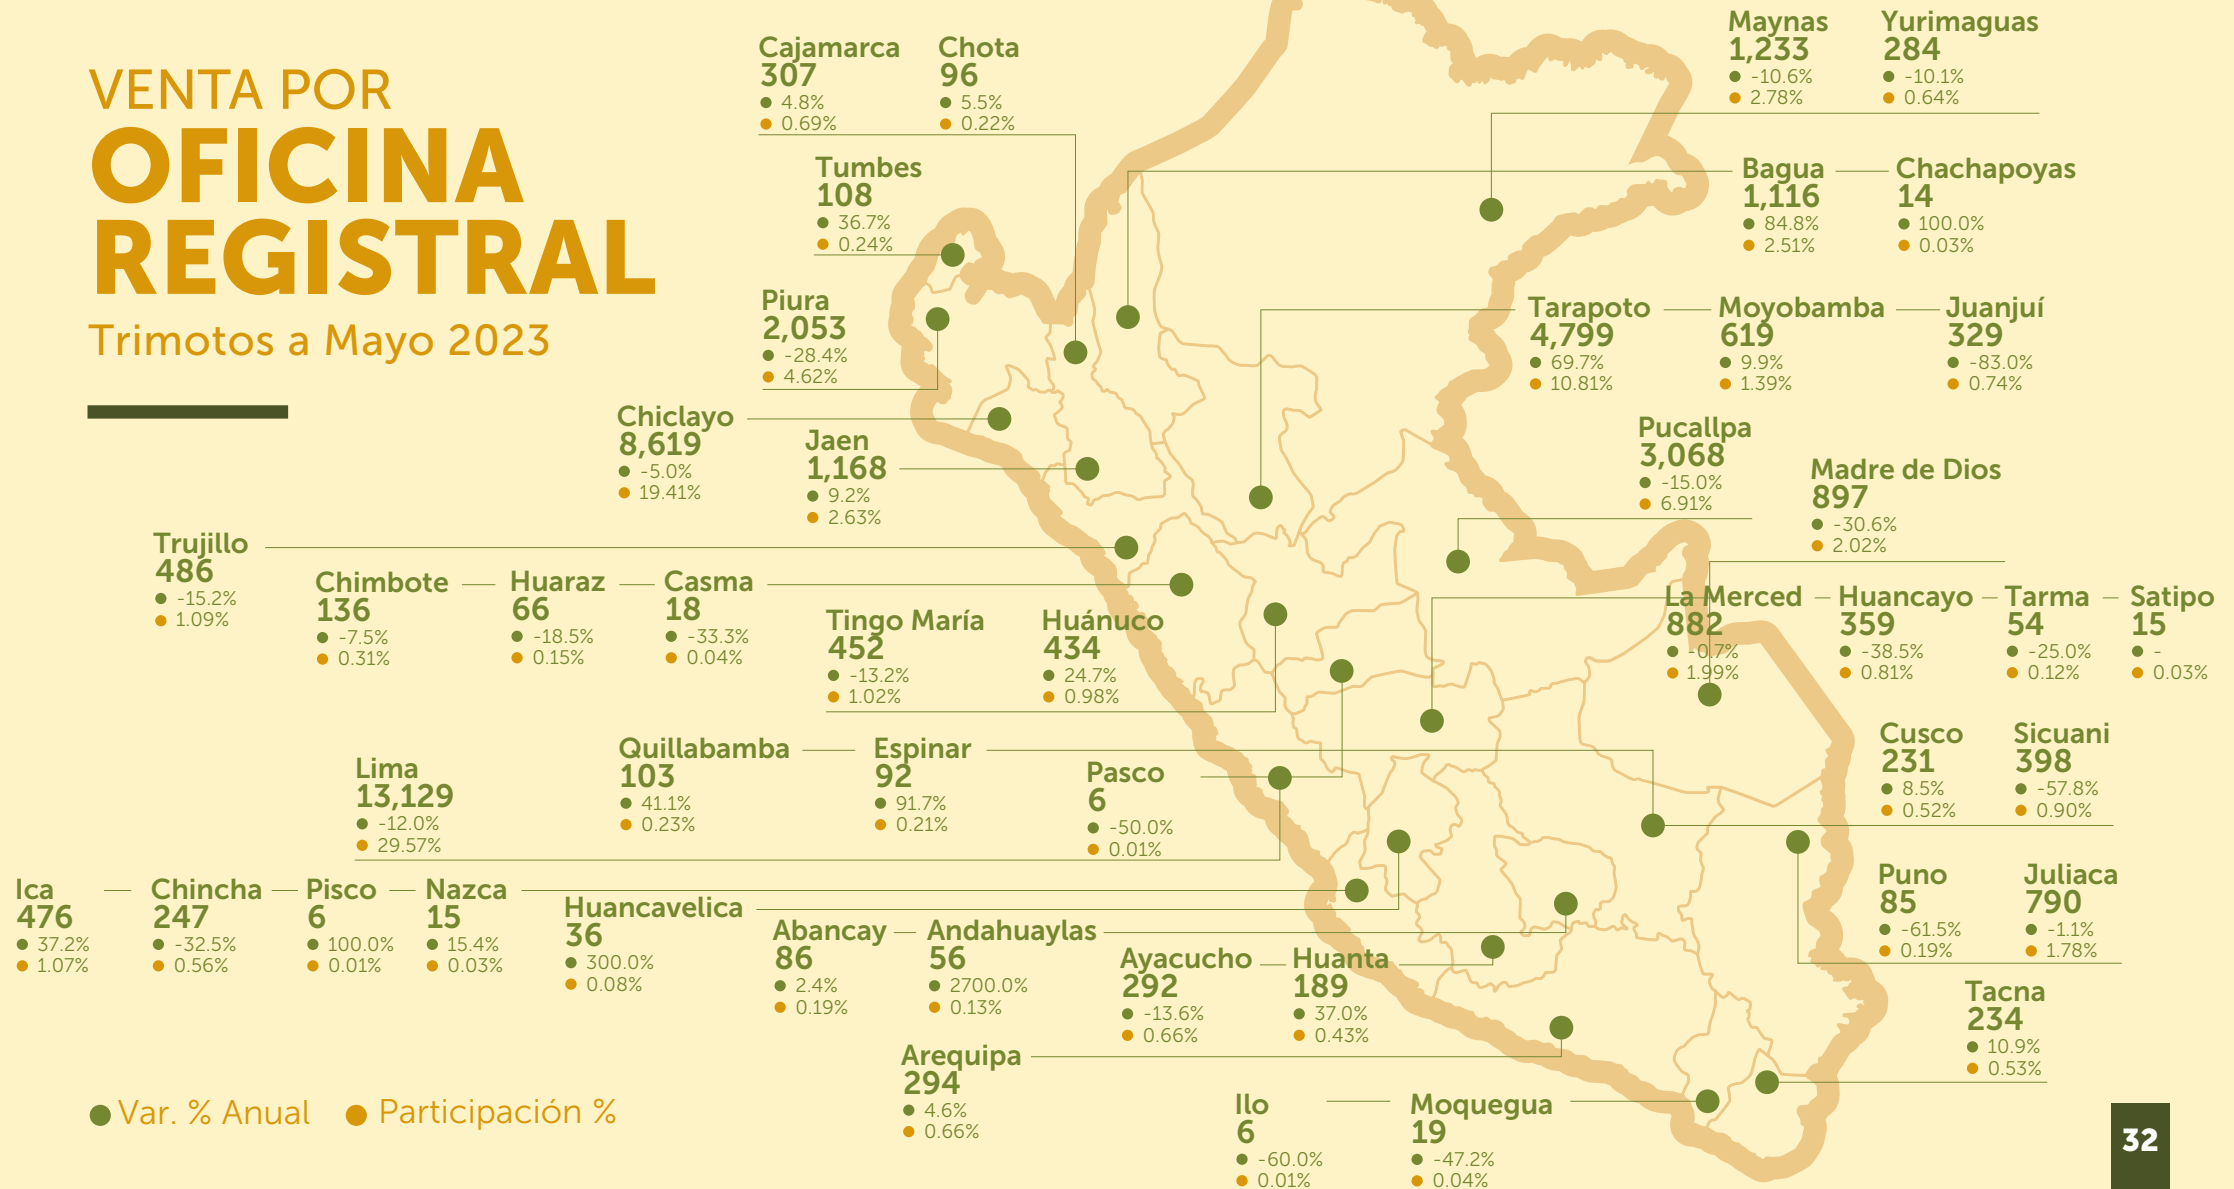 VENTA POR
OFICINA
REGISTRAL
Trimotos a Mayo 2023
Cajamarca
307
4.8%
0.69%
Chota
96
5.5%
0.22%
Maynas
1,233
-10.6%
2.78%
Yurimaguas
284
-10.1%
0.64%
Tumbes
108
36.7%
0.24%
Bagua
1,116
84.8%
2.51%
Chachapoyas
14
100.0%
0.03%
Piura
2,053
-28.4%
4.62%
Tarapoto
4,799
69.7%
10.81%
Moyobamba
619
9.9%
1.39%
Juanjuí
329
-83.0%
0.74%
Chiclayo
8,619
-5.0%
19.41%
Jaen
1,168
9.2%
2.63%
Pucallpa
3,068
-15.0%
6.91%
Madre de Dios
897
-30.6%
2.02%
Trujillo
486
-15.2%
1.09%
Chimbote
136
-7.5%
0.31%
Huaraz
66
-18.5%
0.15%
Casma
18
-33.3%
0.04%
Tingo María
452
-13.2%
1.02%
Huánuco
434
24.7%
0.98%
La Merced
882
-0.7%
1.99%
Huancayo
359
-38.5%
0.81%
Tarma
54
-25.0%
0.12%
Satipo
15
-
0.03%
Lima
13,129
-12.0%
29.57%
Quillabamba
103
41.1%
0.23%
Espinar
92
91.7%
0.21%
Pasco
6
-50.0%
0.01%
Cusco
231
8.5%
0.52%
Sicuani
398
-57.8%
0.90%
Ica
476
37.2%
1.07%
Chincha
247
-32.5%
0.56%
Pisco
6
100.0%
0.01%
Nazca
15
15.4%
0.03%
Huancavelica
36
300.0%
0.08%
Abancay
86
2.4%
0.19%
Andahuaylas
56
2700.0%
0.13%
Ayacucho
292
-13.6%
0.66%
Huanta
189
37.0%
0.43%
Puno
85
-61.5%
0.19%
Juliaca
790
-1.1%
1.78%
Tacna
234
10.9%
0.53%
Arequipa
294
4.6%
0.66%
Ilo
6
-60.0%
0.01%
Moquegua
19
-47.2%
0.04%
Var. % Anual
Participación %
32